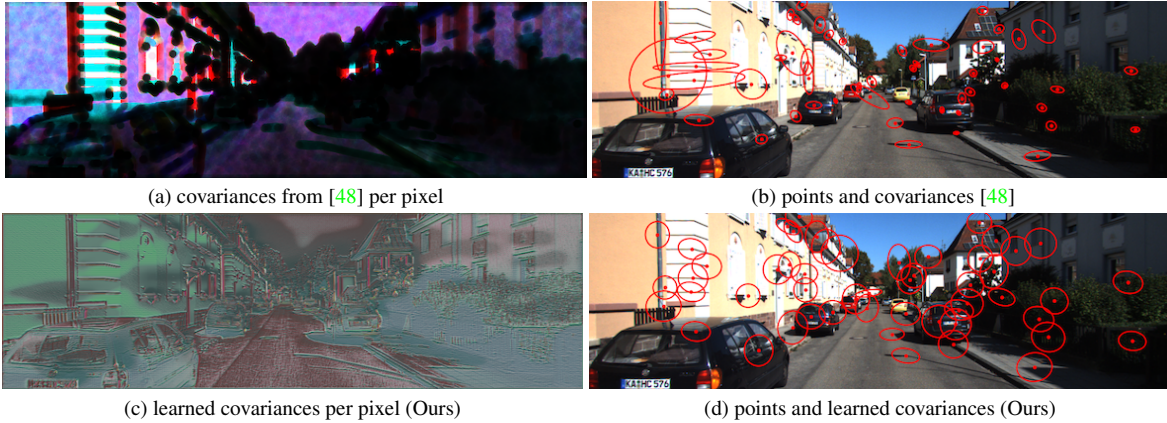 KA·HC 576
(a) covariances from [48] per pixel
(b) points and covariances [48]
KA·HC 576
(c) learned covariances per pixel (Ours)
(d) points and learned covariances (Ours)